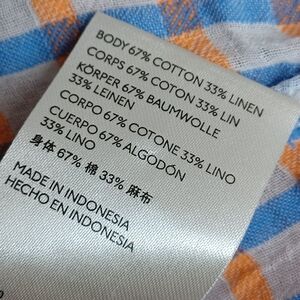 BODY 67% COTTON 33% LINEN
CORPS 67% COTON 33% LIN
KÖRPER 67% BAUMWOLLE
33% LEINEN
CORPO 67% COTONE 33% LINO
CUERPO 67% ALGODÓN
33% LINO
身体 67% 棉 33% 麻布
MADE IN INDONESIA
HECHO EN INDONESIA